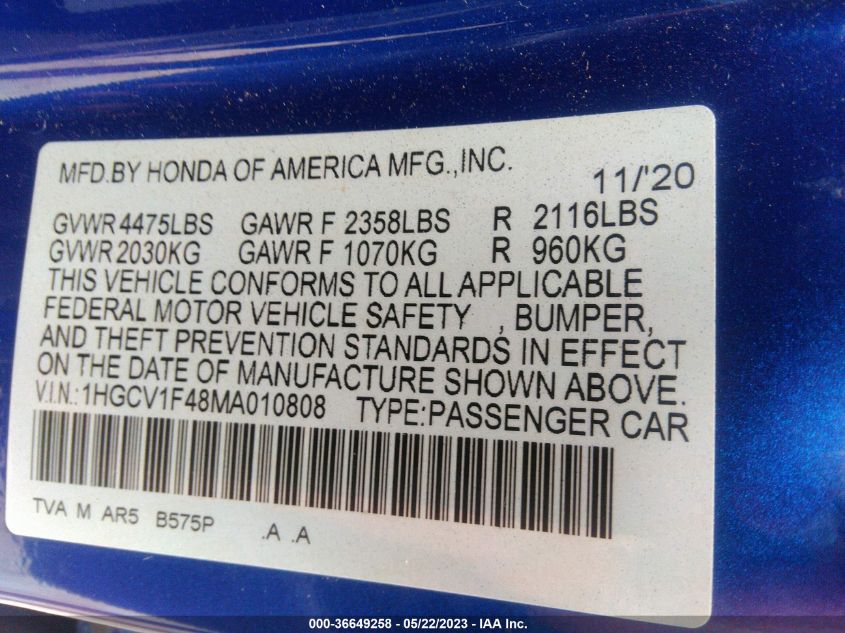 MFD.BY HONDA OF AMERICA MFG.,INC. 11/'20
GVWR 4475LBS GAWR F 2358LBS R 2116LBS
GVWR 2030KG GAWR F 1070KG R 960KG
THIS VEHICLE CONFORMS TO ALL APPLICABLE
FEDERAL MOTOR VEHICLE SAFETY , BUMPER,
AND THEFT PREVENTION STANDARDS IN EFFECT
ON THE DATE OF MANUFACTURE SHOWN ABOVE.
V.I.N.:1HGCV1F48MA010808 TYPE:PASSENGER CAR
TVA M AR5 B575P .A .A
000-36649258 - 05/22/2023 - IAA Inc.